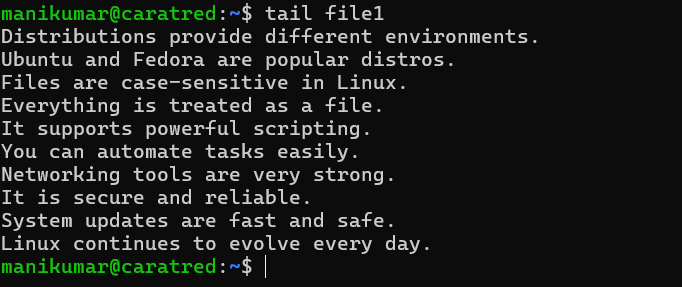 manikumar@caratred:~$ tail file1
Distributions provide different environments.
Ubuntu and Fedora are popular distros.
Files are case-sensitive in Linux.
Everything is treated as a file.
It supports powerful scripting.
You can automate tasks easily.
Networking tools are very strong.
It is secure and reliable.
System updates are fast and safe.
Linux continues to evolve every day.
manikumar@caratred:~$